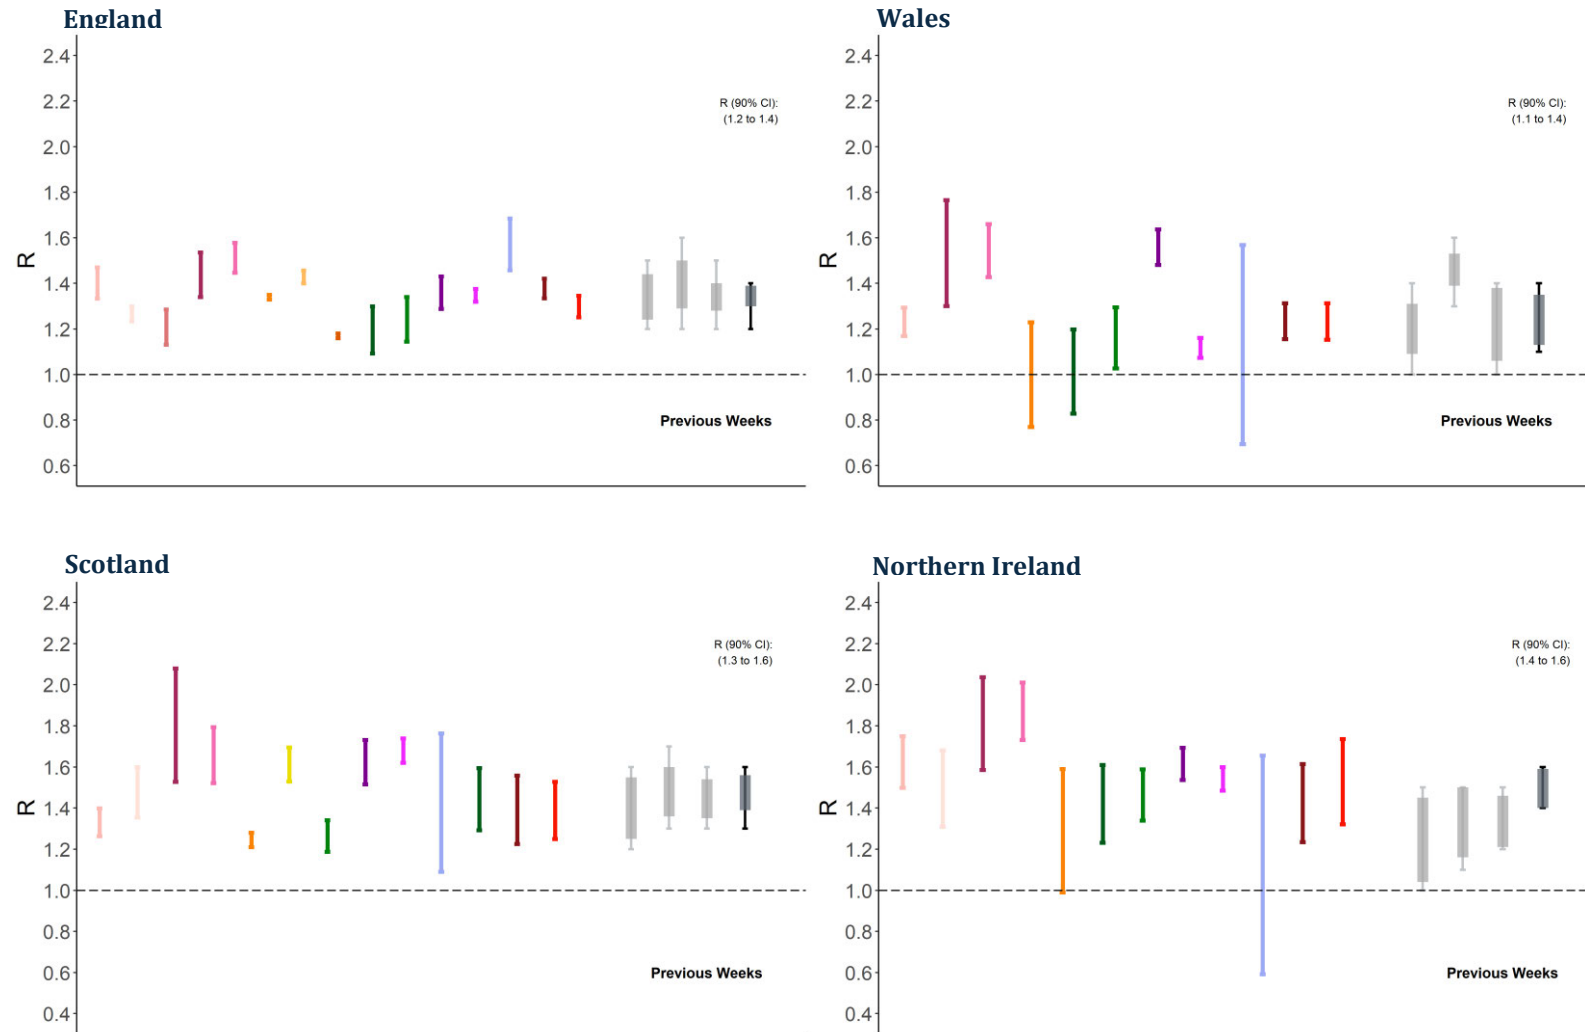 England
2.4
2.2
2.0
1.8
1.6
1.4
1.2
1.0
0.8
0.6
R
R (90% CI):
(1.2 to 1.4)
Previous Weeks
Wales
2.4
2.2
2.0
1.8
1.6
1.4
1.2
1.0
0.8
0.6
R
R (90% CI):
(1.1 to 1.4)
Previous Weeks
Scotland
2.4
2.2
2.0
1.8
1.6
1.4
1.2
1.0
0.8
0.6
0.4
R
R (90% CI):
(1.3 to 1.6)
Previous Weeks
Northern Ireland
2.4
2.2
2.0
1.8
1.6
1.4
1.2
1.0
0.8
0.6
0.4
R
R (90% CI):
(1.4 to 1.6)
Previous Weeks